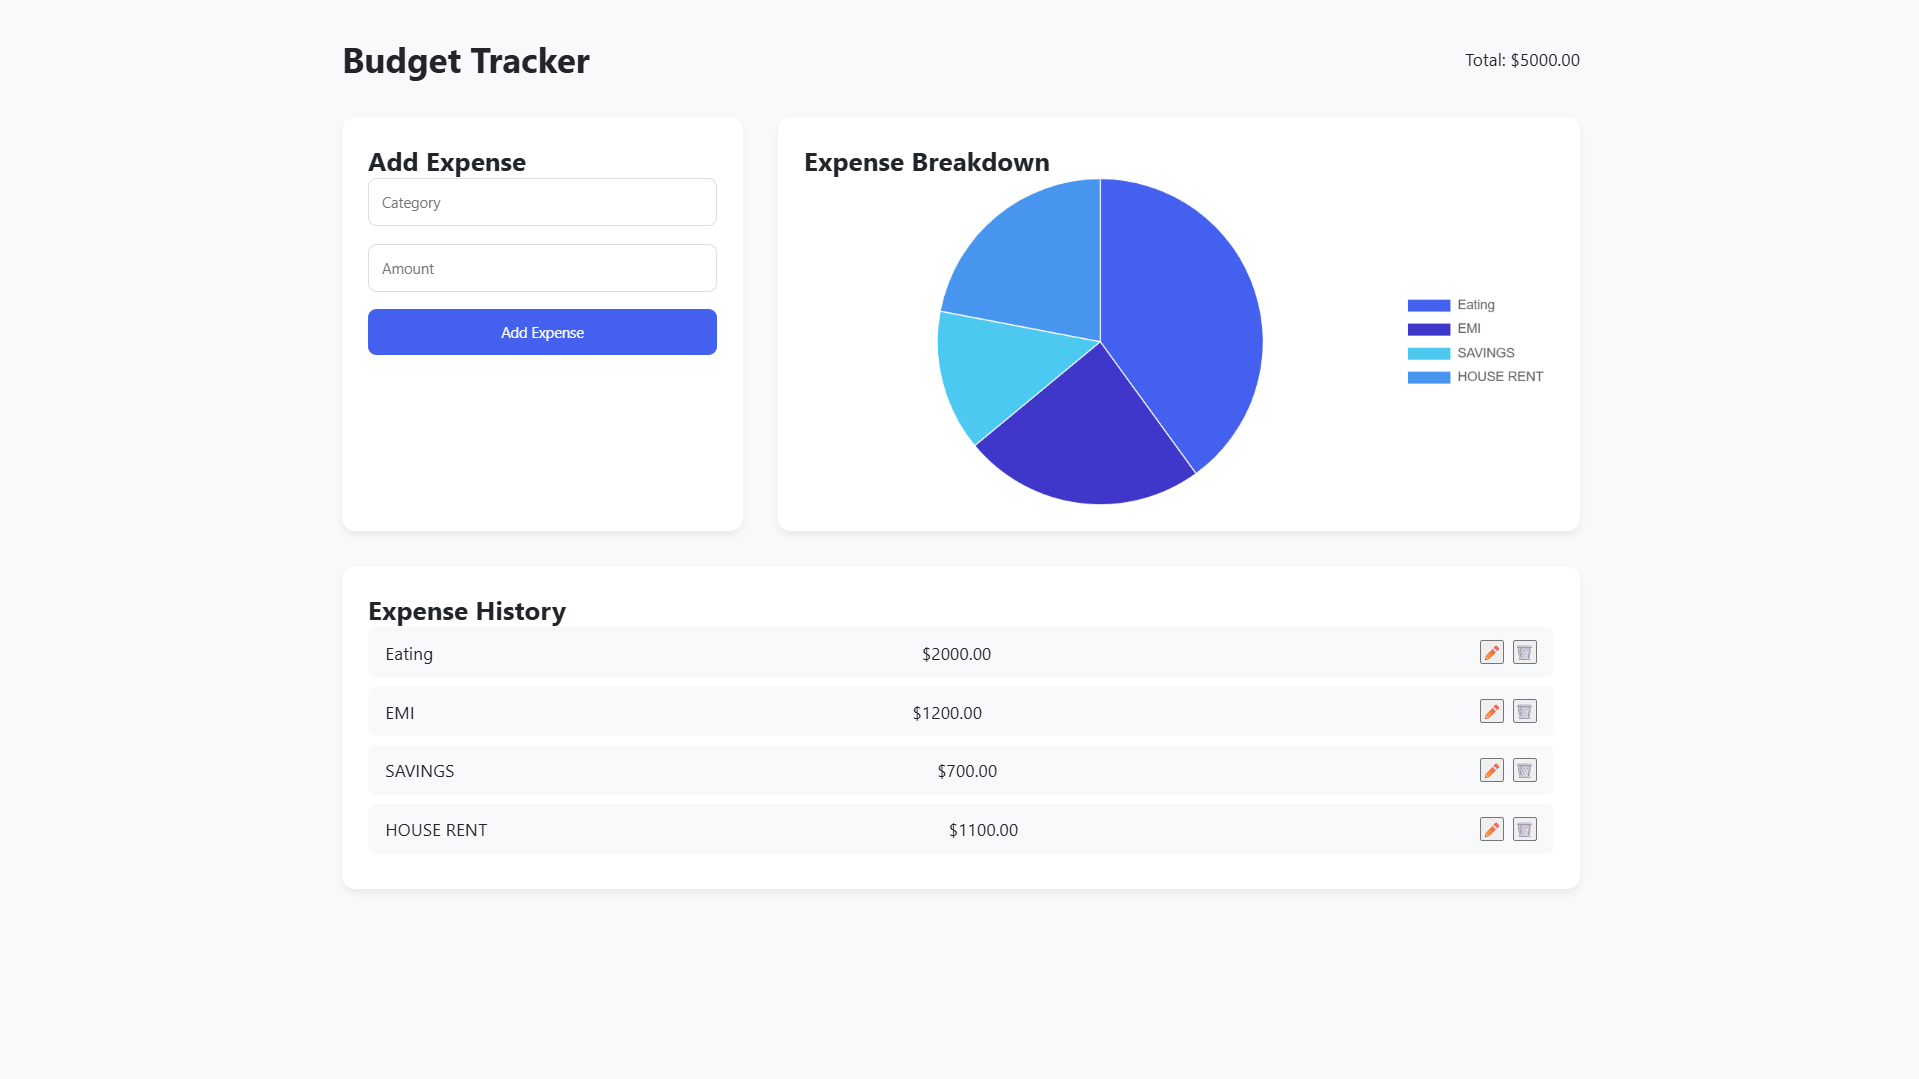 Budget Tracker
Total: $5000.00
Add Expense
Category
Amount
Add Expense
Expense Breakdown
Eating
EMI
SAVINGS
HOUSE RENT
Expense History
Eating $2000.00
EMI $1200.00
SAVINGS $700.00
HOUSE RENT $1100.00